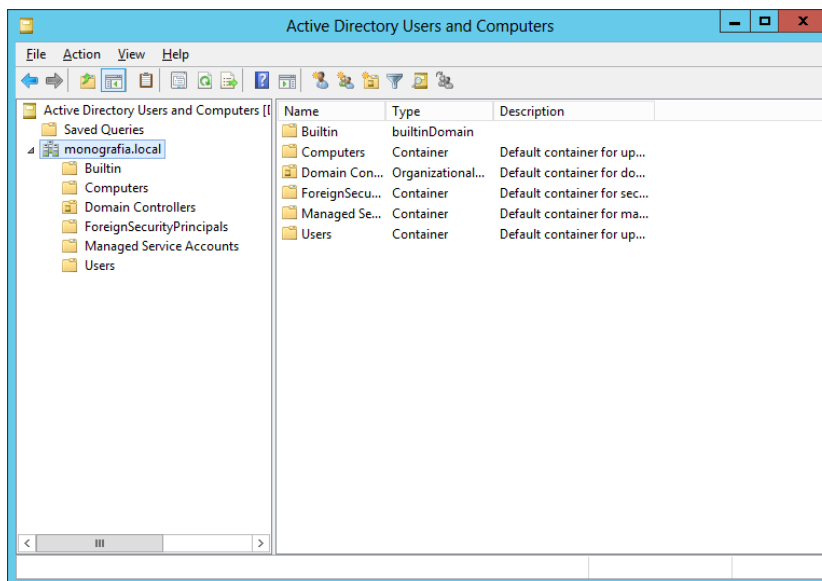 Active Directory Users and Computers
File Action View Help
Active Directory Users and Computers [
Saved Queries
monografia.local
Builtin
Computers
Domain Controllers
ForeignSecurityPrincipals
Managed Service Accounts
Users
Name Type Description
Builtin builtinDomain
Computers Container Default container for up...
Domain Con... Organizational... Default container for do...
ForeignSecu... Container Default container for sec...
Managed Se... Container Default container for ma...
Users Container Default container for up...